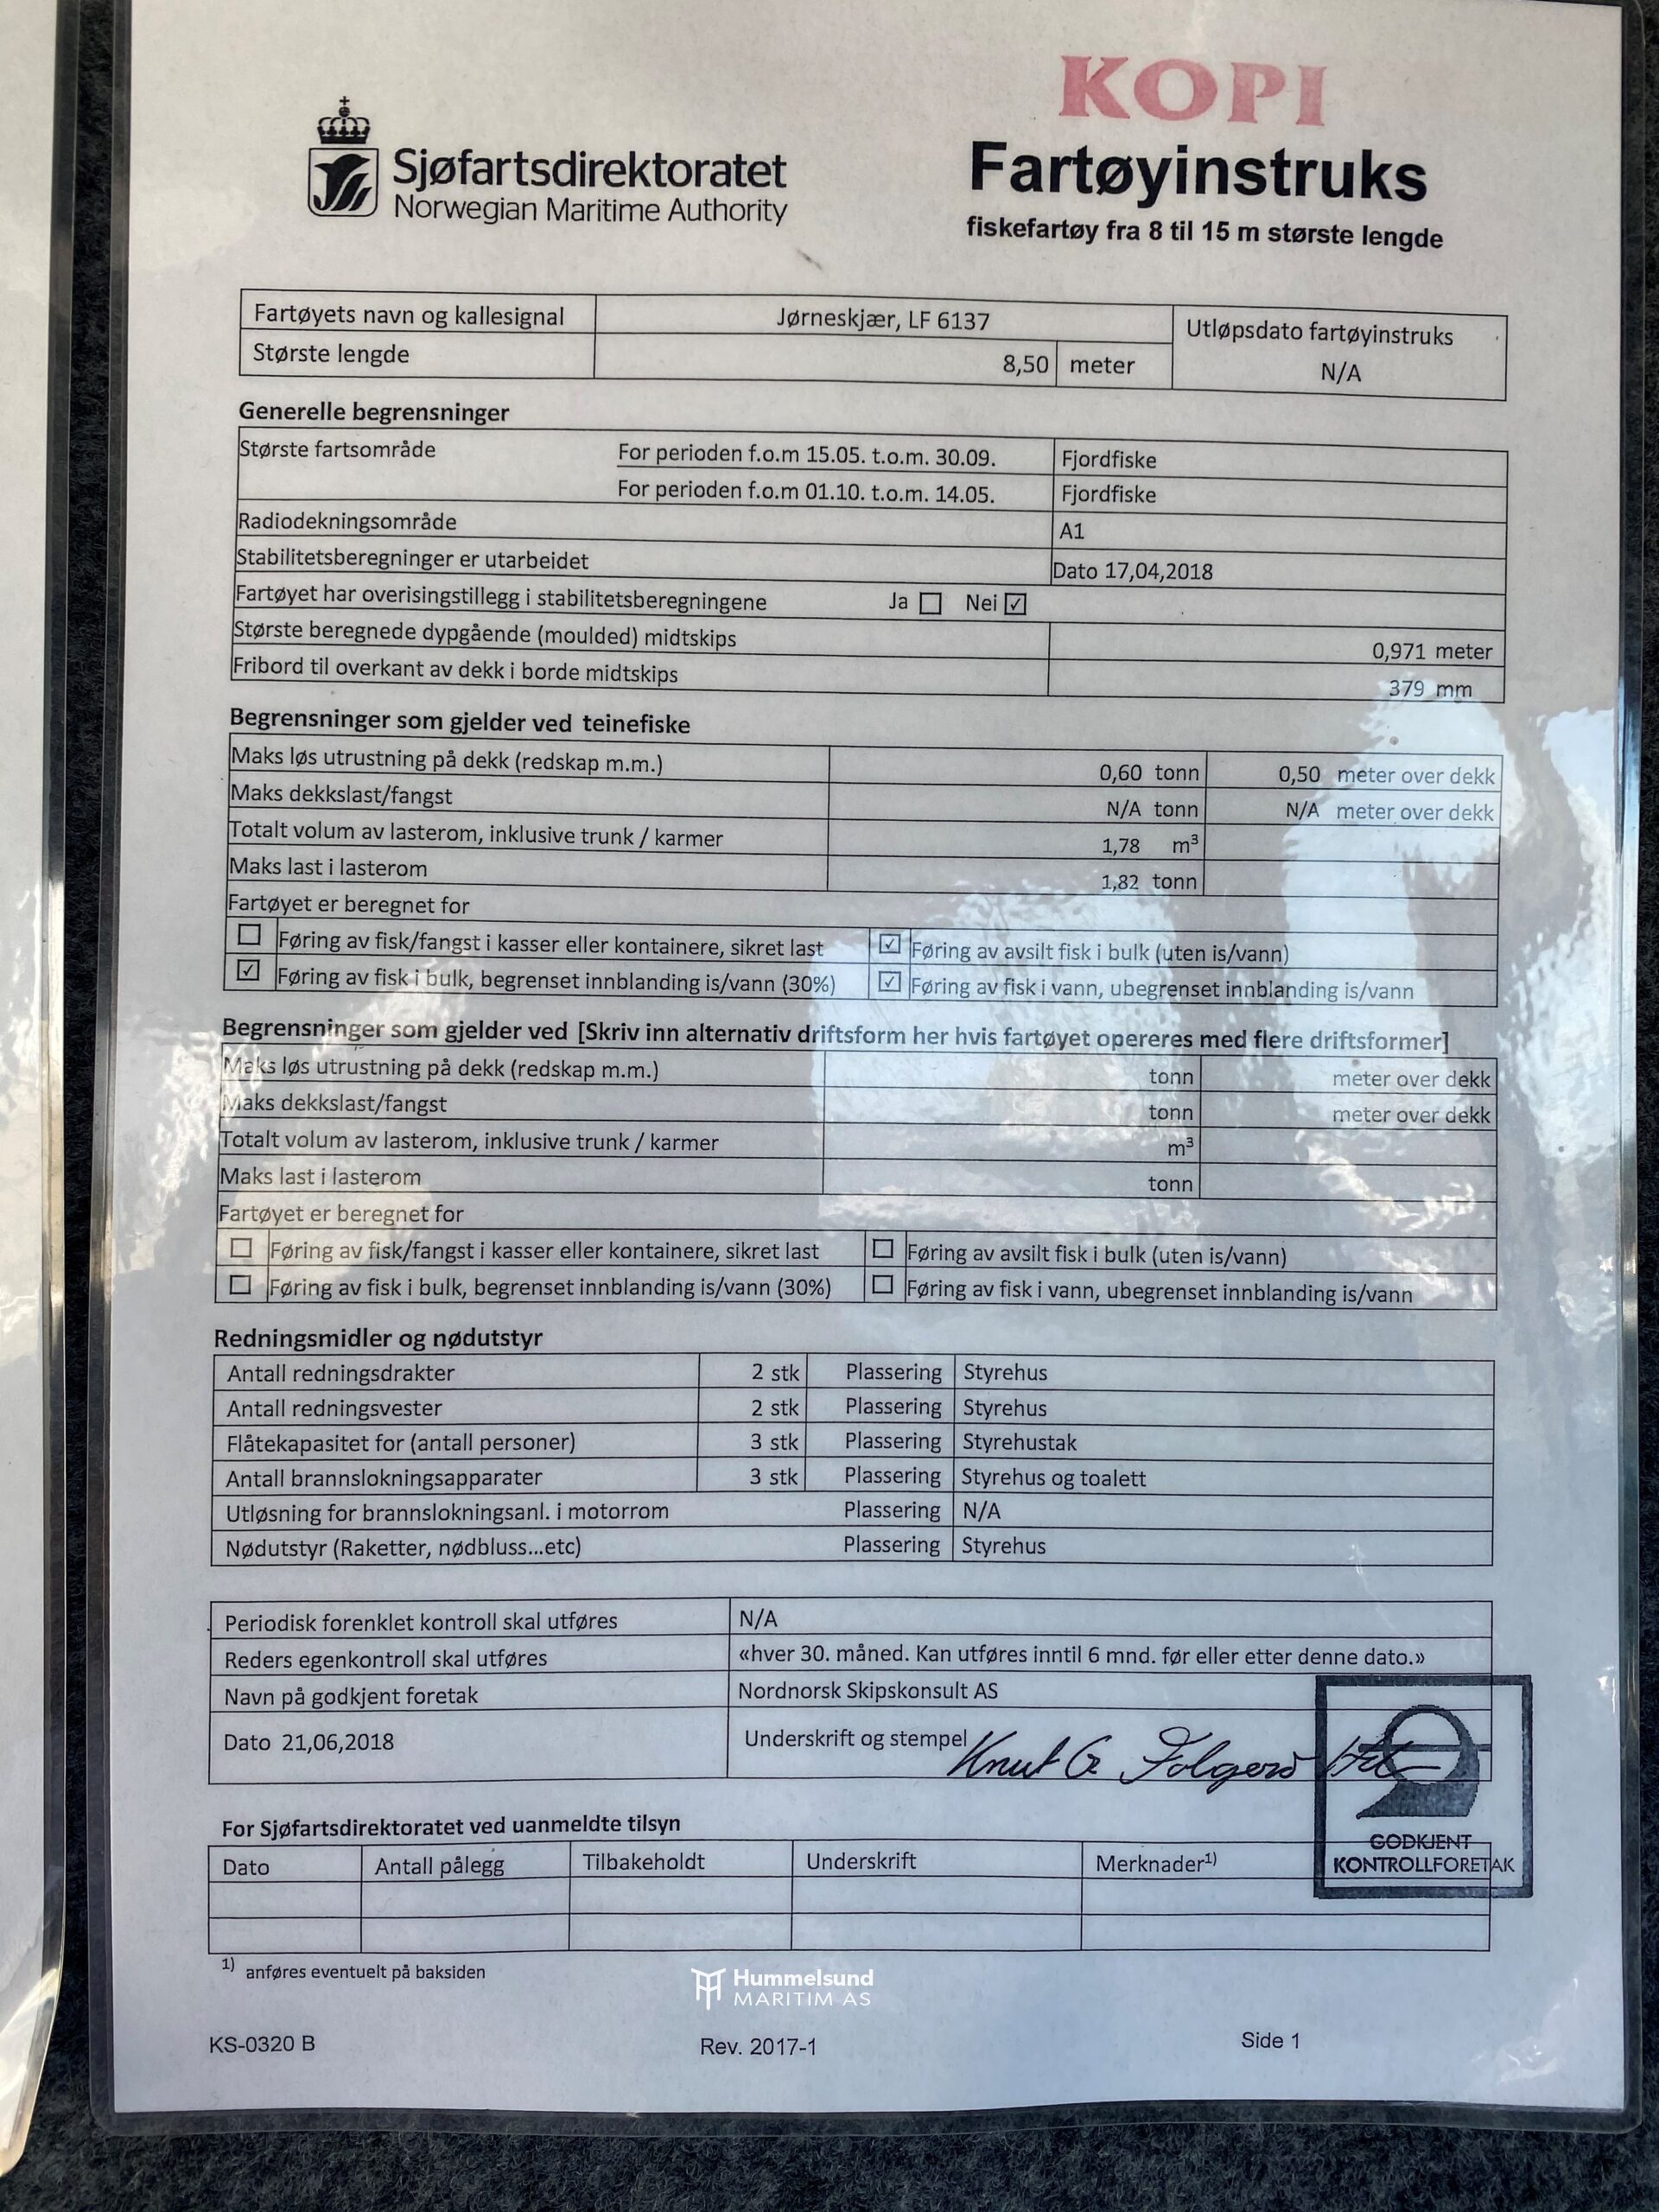 KOPI
Sjøfartsdirektoratet
Norwegian Maritime Authority
Fartøyinstruks
fiskefartøy fra 8 til 15 m største lengde
Fartøyets navn og kallesignal Jørneskjær, LF 6137 Utløpsdato fartøyinstruks
Største lengde 8,50 meter N/A
Generelle begrensninger
Største fartsområde For perioden f.o.m 15.05. t.o.m. 30.09. Fjordfiske
For perioden f.o.m 01.10. t.o.m. 14.05. Fjordfiske
Radiodekningsområde A1
Stabilitetsberegninger er utarbeidet Dato 17,04,2018
Fartøyet har overisingstillegg i stabilitetsberegningene Ja ☐ Nei ☑
Største beregnede dypgående (moulded) midtskips 0,971 meter
Fribord til overkant av dekk i borde midtskips 379 mm
Begrensninger som gjelder ved teinefiske
Maks løs utrustning på dekk (redskap m.m.) 0,60 tonn 0,50 meter over dekk
Maks dekkslast/fangst N/A tonn N/A meter over dekk
Totalt volum av lasterom, inklusive trunk / karmer 1,78 m³
Maks last i lasterom 1,82 tonn
Fartøyet er beregnet for
☐ Føring av fisk/fangst i kasser eller kontainere, sikret last ☑ Føring av avsilt fisk i bulk (uten is/vann)
☑ Føring av fisk i bulk, begrenset innblanding is/vann (30%) ☑ Føring av fisk i vann, ubegrenset innblanding is/vann
Begrensninger som gjelder ved [Skriv inn alternativ driftsform her hvis fartøyet opereres med flere driftsformer]
Maks løs utrustning på dekk (redskap m.m.) tonn meter over dekk
Maks dekkslast/fangst tonn meter over dekk
Totalt volum av lasterom, inklusive trunk / karmer m³
Maks last i lasterom tonn
Fartøyet er beregnet for
☐ Føring av fisk/fangst i kasser eller kontainere, sikret last ☐ Føring av avsilt fisk i bulk (uten is/vann)
☐ Føring av fisk i bulk, begrenset innblanding is/vann (30%) ☐ Føring av fisk i vann, ubegrenset innblanding is/vann
Redningsmidler og nødutstyr
Antall redningsdrakter 2 stk Plassering Styrehus
Antall redningsvester 2 stk Plassering Styrehus
Flåtekapasitet for (antall personer) 3 stk Plassering Styrehustak
Antall brannslokningsapparater 3 stk Plassering Styrehus og toalett
Utløsning for brannslokningsanl. i motorrom Plassering N/A
Nødutstyr (Raketter, nødbluss...etc) Plassering Styrehus
Periodisk forenklet kontroll skal utføres N/A
Reders egenkontroll skal utføres «hver 30. måned. Kan utføres inntil 6 mnd. før eller etter denne dato.»
Navn på godkjent foretak Nordnorsk Skipskonsult AS
Dato 21,06,2018 Underskrift og stempel Knut G
GODKJENT
KONTROLLFORETAK
For Sjøfartsdirektoratet ved uanmeldte tilsyn
Dato Antall pålegg Tilbakeholdt Underskrift Merknader¹⁾
1) anføres eventuelt på baksiden
Hummelsund
MARITIM AS
KS-0320 B Rev. 2017-1 Side 1